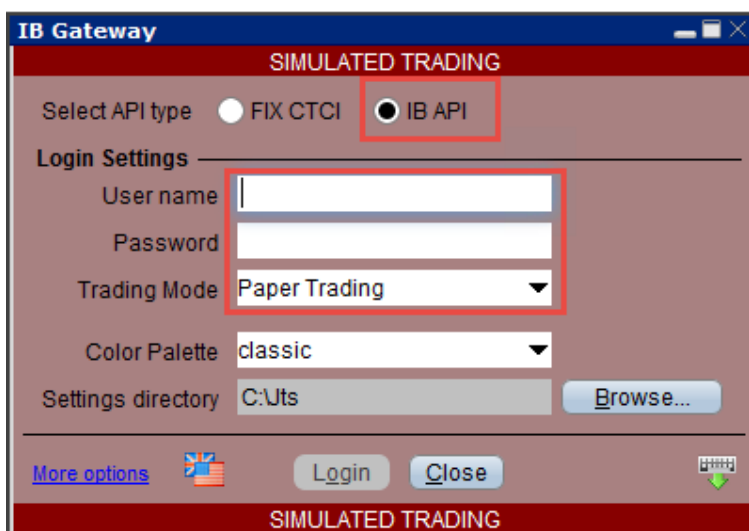 IB Gateway
SIMULATED TRADING
Select API type FIX CTCI IB API
Login Settings
User name
Password
Trading Mode Paper Trading
Color Palette classic
Settings directory C:\Jts Browse...
More options Login Close
SIMULATED TRADING